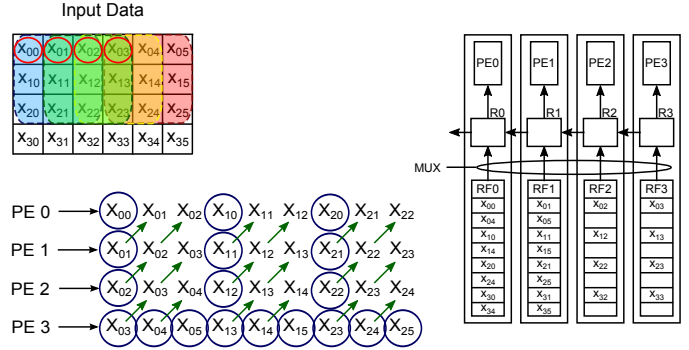 Input Data
X00 X01 X02 X03 X04 X05
X10 X11 X12 X13 X14 X15
X20 X21 X22 X23 X24 X25
X30 X31 X32 X33 X34 X35
PE 0 X00 X01 X02 X10 X11 X12 X20 X21 X22
PE 1 X01 X02 X03 X11 X12 X13 X21 X22 X23
PE 2 X02 X03 X04 X12 X13 X14 X22 X23 X24
PE 3 X03 X04 X05 X13 X14 X15 X23 X24 X25
PE0 PE1 PE2 PE3
R0 R1 R2 R3
MUX
RF0 RF1 RF2 RF3
X00 X01 X02 X03
X04 X05
X10 X11 X12 X13
X14 X15
X20 X21 X22 X23
X24 X25
X30 X31 X32 X33
X34 X35